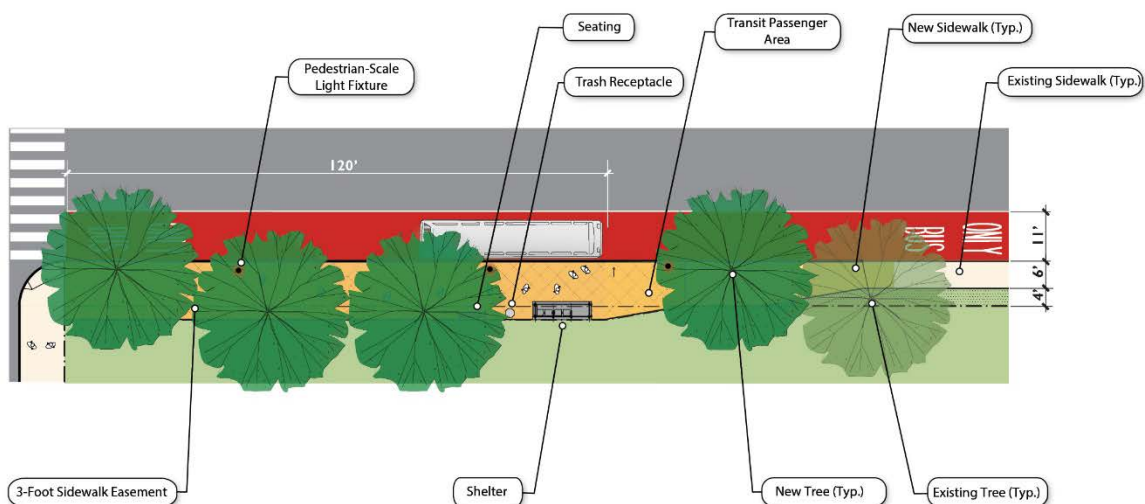 Seating
Transit Passenger
Area
New Sidewalk (Typ.)
Pedestrian-Scale
Light Fixture
Trash Receptacle
Existing Sidewalk (Typ.)
120'
ONLY
BUS
11'
6'
4'
3-Foot Sidewalk Easement
Shelter
New Tree (Typ.)
Existing Tree (Typ.)